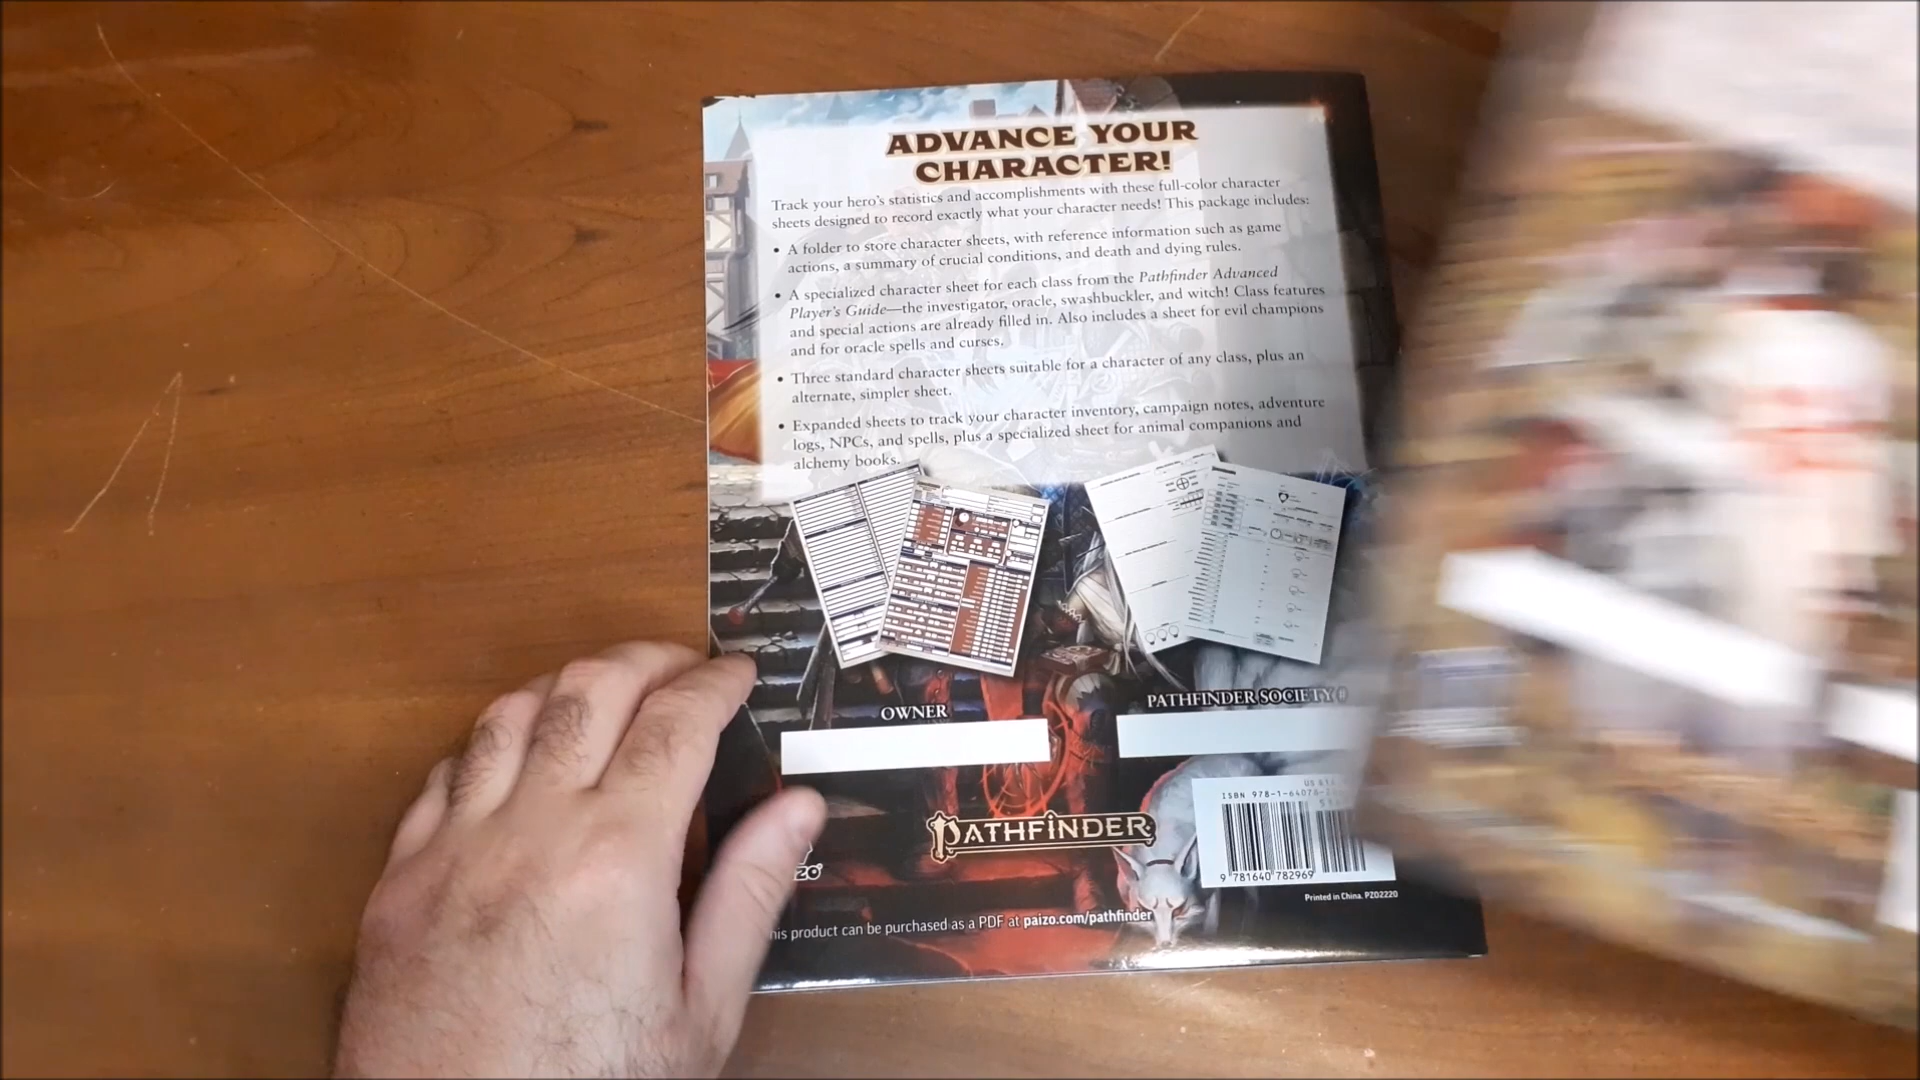 ADVANCE YOUR
CHARACTER!
Track your hero's statistics and accomplishments with these full-color character
sheets designed to record exactly what your character needs! This package includes:
• A folder to store character sheets, with reference information such as game
actions, a summary of crucial conditions, and death and dying rules.
• A specialized character sheet for each class from the Pathfinder Advanced
Player's Guide—the investigator, oracle, swashbuckler, and witch! Class features
and special actions are already filled in. Also includes a sheet for evil champions
and for oracle spells and curses.
• Three standard character sheets suitable for a character of any class, plus an
alternate, simpler sheet.
• Expanded sheets to track your character inventory, campaign notes, adventure
logs, NPCs, and spells, plus a specialized sheet for animal companions and
alchemy books.
OWNER
PATHFINDER SOCIETY #
ISBN 978-1-64078-
9 781640 782969
PATHFINDER
Printed in China. PZO2220
his product can be purchased as a PDF at paizo.com/pathfinder